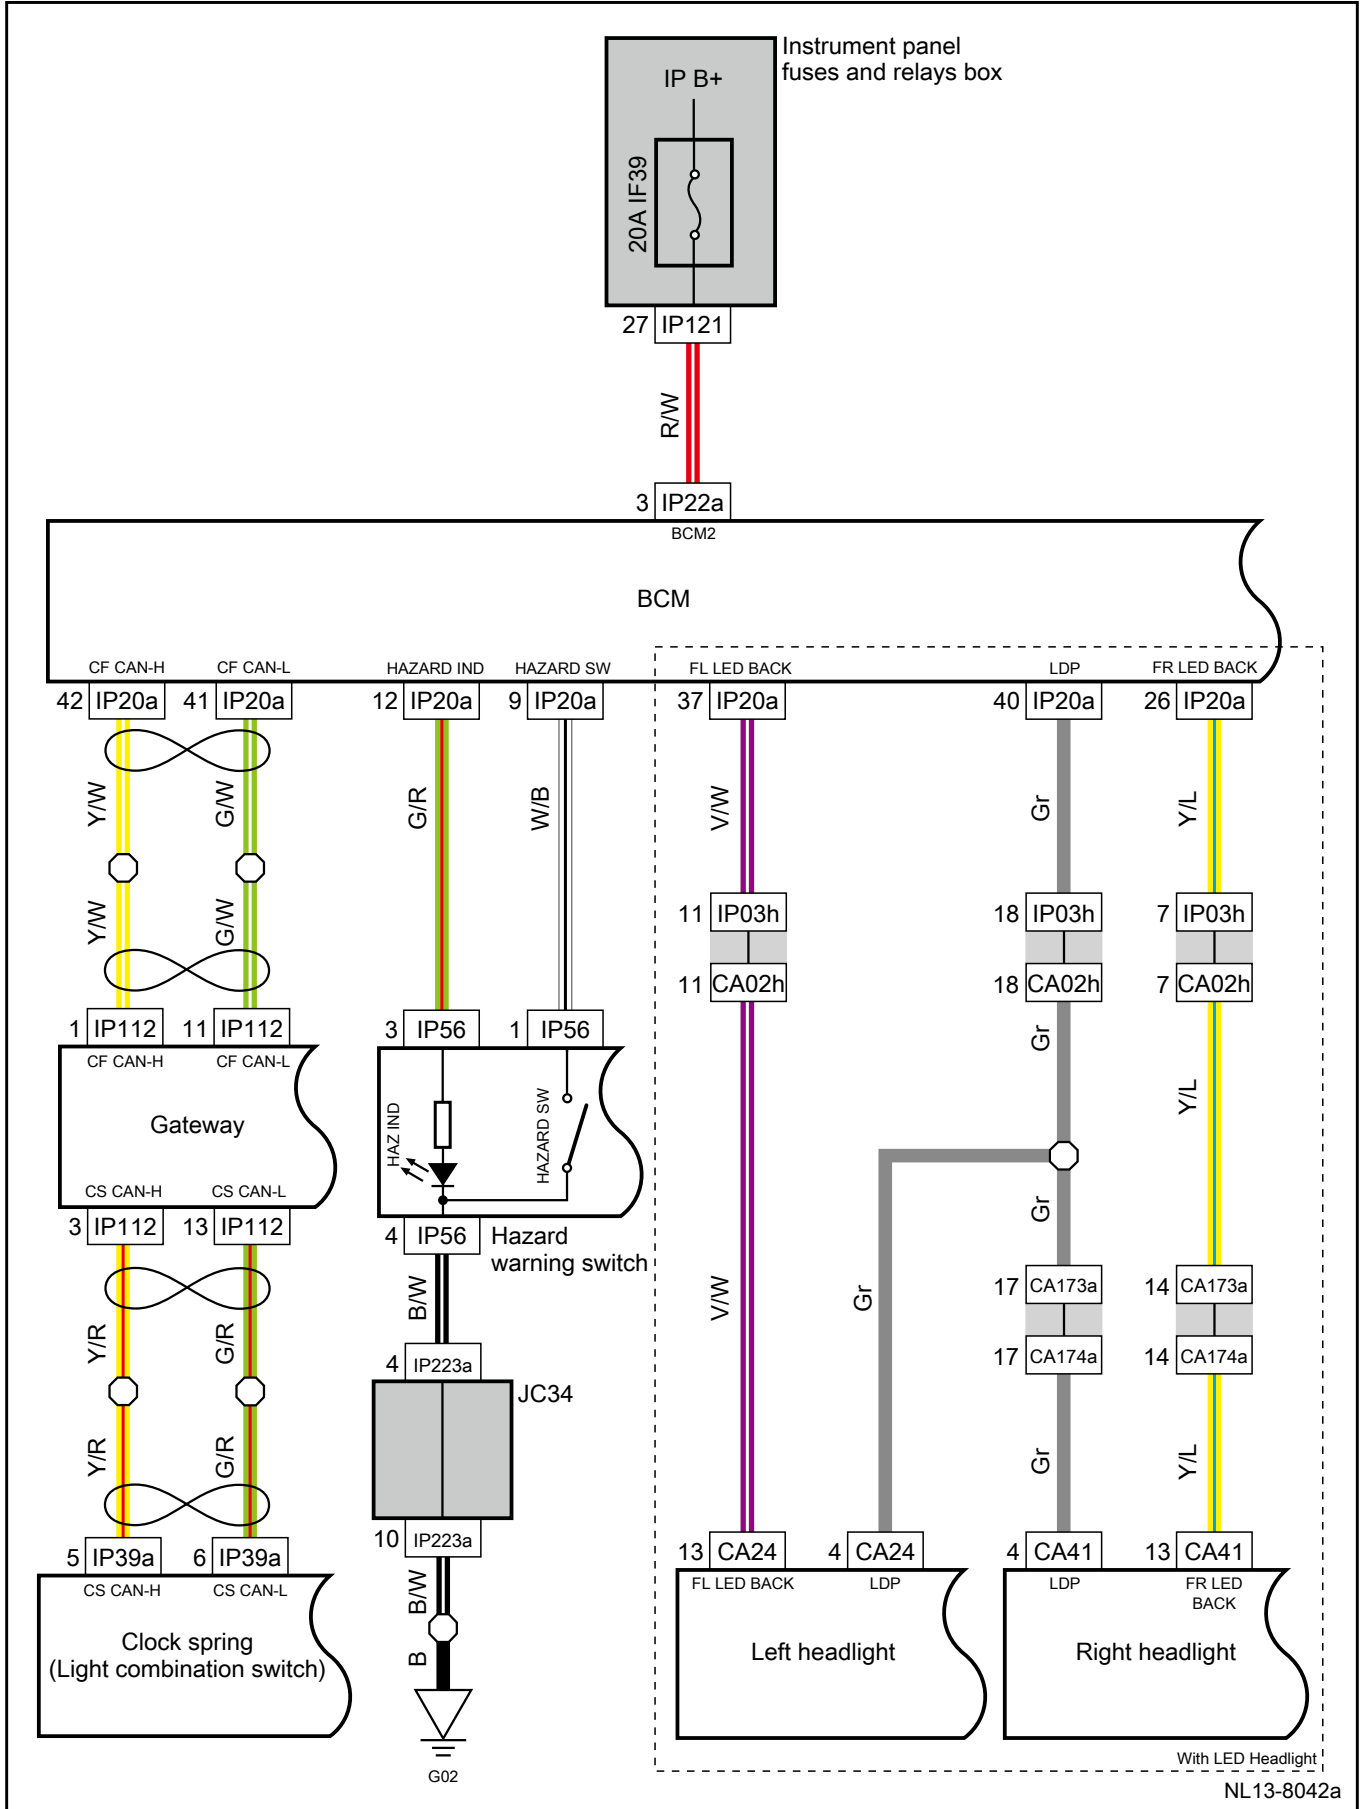 Instrument panel
fuses and relays box
IP B+
20A IF39
27 IP121
R/W
3 IP22a
BCM2
BCM
CF CAN-H CF CAN-L HAZARD IND HAZARD SW FL LED BACK LDP FR LED BACK
42 IP20a 41 IP20a 12 IP20a 9 IP20a 37 IP20a 40 IP20a 26 IP20a
Y/W G/W G/R W/B V/W Gr Y/L
Y/W G/W
11 IP03h 18 IP03h 7 IP03h
11 CA02h 18 CA02h 7 CA02h
1 IP112 11 IP112 3 IP56 1 IP56
Gr
CF CAN-H CF CAN-L
Gateway
HAZ IND
HAZARD SW
Y/L
CS CAN-H CS CAN-L
Gr
3 IP112 13 IP112 4 IP56
Hazard
warning switch
17 CA173a 14 CA173a
B/W
V/W
Gr
Y/R G/R
17 CA174a 14 CA174a
4 IP223a
JC34
Y/R G/R
Gr Y/L
10 IP223a
5 IP39a 6 IP39a
13 CA24 4 CA24 4 CA41 13 CA41
CS CAN-H CS CAN-L
FL LED BACK LDP LDP FR LED
BACK
B/W
Clock spring
(Light combination switch)
B
Left headlight
Right headlight
G02
With LED Headlight
NL13-8042a